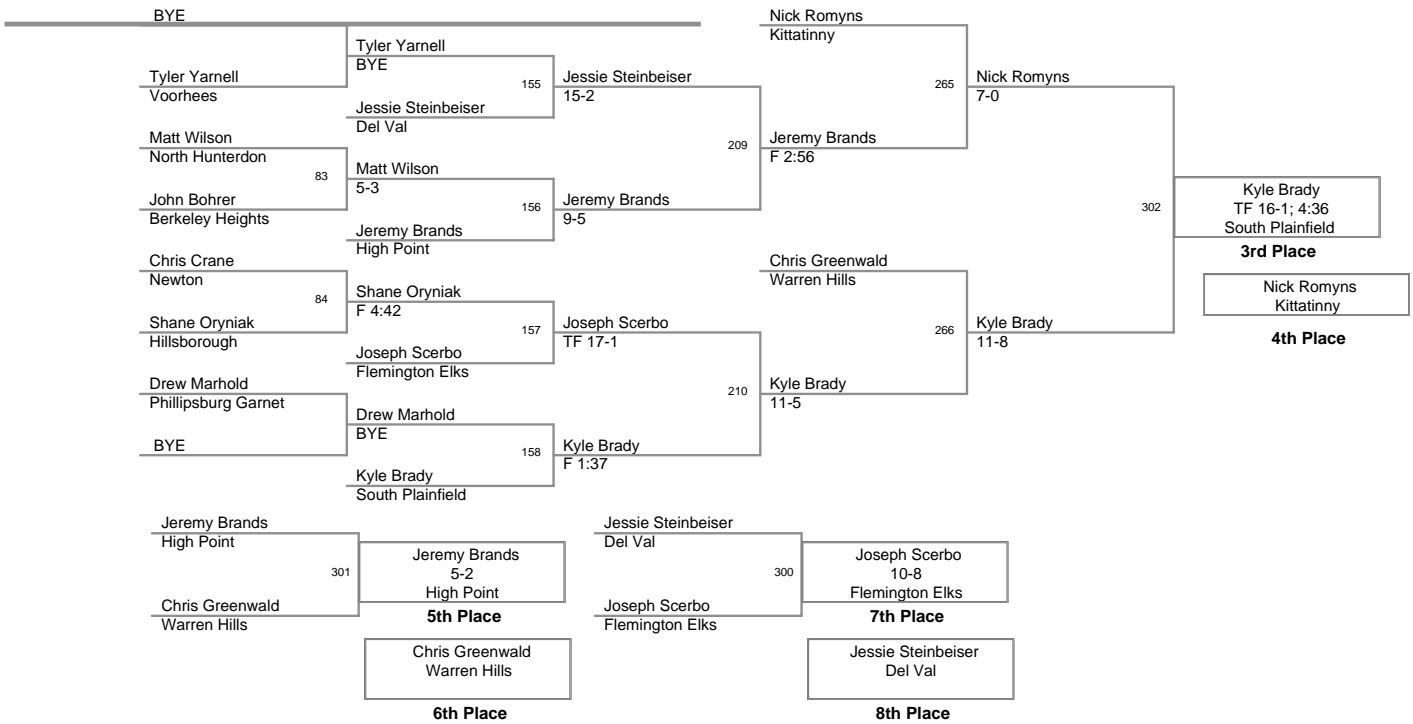 BYE
Tyler Yarnell
Voorhees
Matt Wilson
North Hunterdon
83
John Bohrer
Berkeley Heights
Chris Crane
Newton
84
Shane Oryniak
Hillsborough
Drew Marhold
Phillipsburg Garnet
BYE
Tyler Yarnell
BYE
155
Jessie Steinbeiser
Del Val
Matt Wilson
5-3
156
Jeremy Brands
High Point
Shane Oryniak
F 4:42
157
Joseph Scerbo
Flemington Elks
Drew Marhold
BYE
158
Kyle Brady
South Plainfield
Jessie Steinbeiser
15-2
209
Jeremy Brands
9-5
Joseph Scerbo
TF 17-1
210
Kyle Brady
F 1:37
Nick Romyns
Kittatinny
265
Jeremy Brands
F 2:56
Chris Greenwald
Warren Hills
266
Kyle Brady
11-5
Nick Romyns
7-0
302
Kyle Brady
11-8
Kyle Brady
TF 16-1; 4:36
South Plainfield
3rd Place
Nick Romyns
Kittatinny
4th Place
Jeremy Brands
High Point
301
Chris Greenwald
Warren Hills
Jeremy Brands
5-2
High Point
5th Place
Chris Greenwald
Warren Hills
6th Place
Jessie Steinbeiser
Del Val
300
Joseph Scerbo
Flemington Elks
Joseph Scerbo
10-8
Flemington Elks
7th Place
Jessie Steinbeiser
Del Val
8th Place